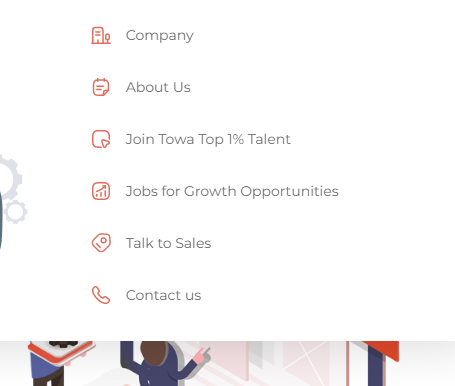 Company
About Us
Join Towa Top 1% Talent
Jobs for Growth Opportunities
Talk to Sales
Contact us